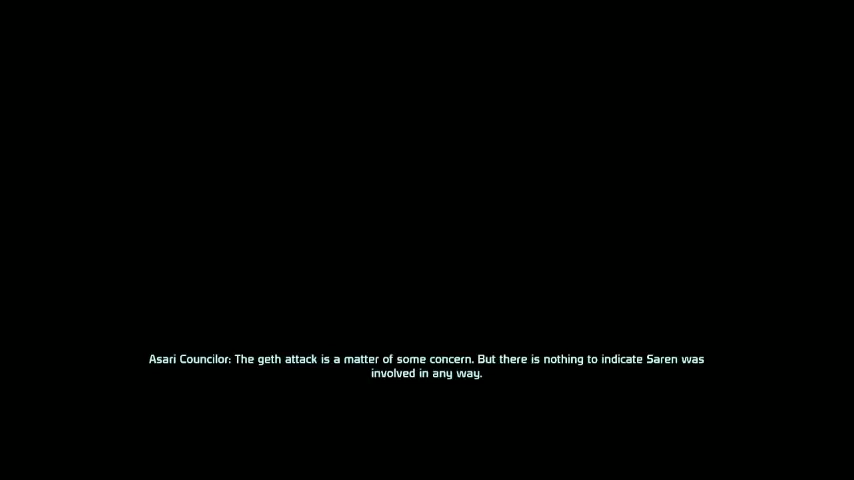 Asari Councilor: The geth attack is a matter of some concern. But there is nothing to indicate Saren was
involved in any way.